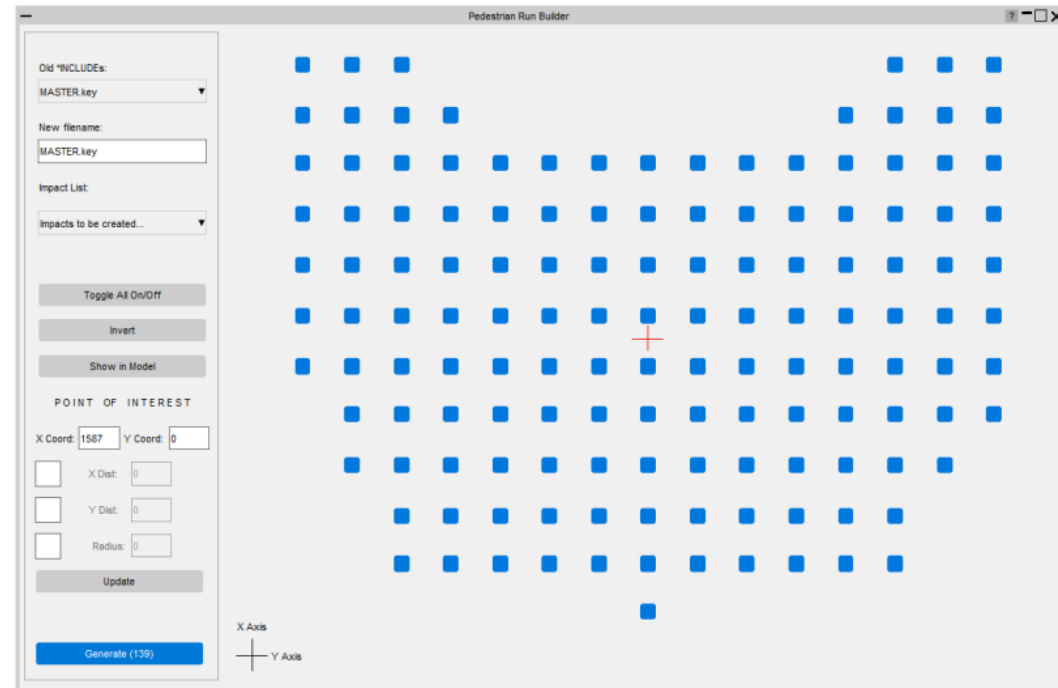 Pedestrian Run Builder
?
Old *INCLUDEs:
MASTER.key
New filename:
MASTER.key
Impact List:
Impacts to be created...
Toggle All On/Off
Invert
Show in Model
POINT OF INTEREST
X Coord: 1587 Y Coord: 0
X Dist: 0
Y Dist: 0
Radius: 0
Update
Generate (139)
X Axis
Y Axis